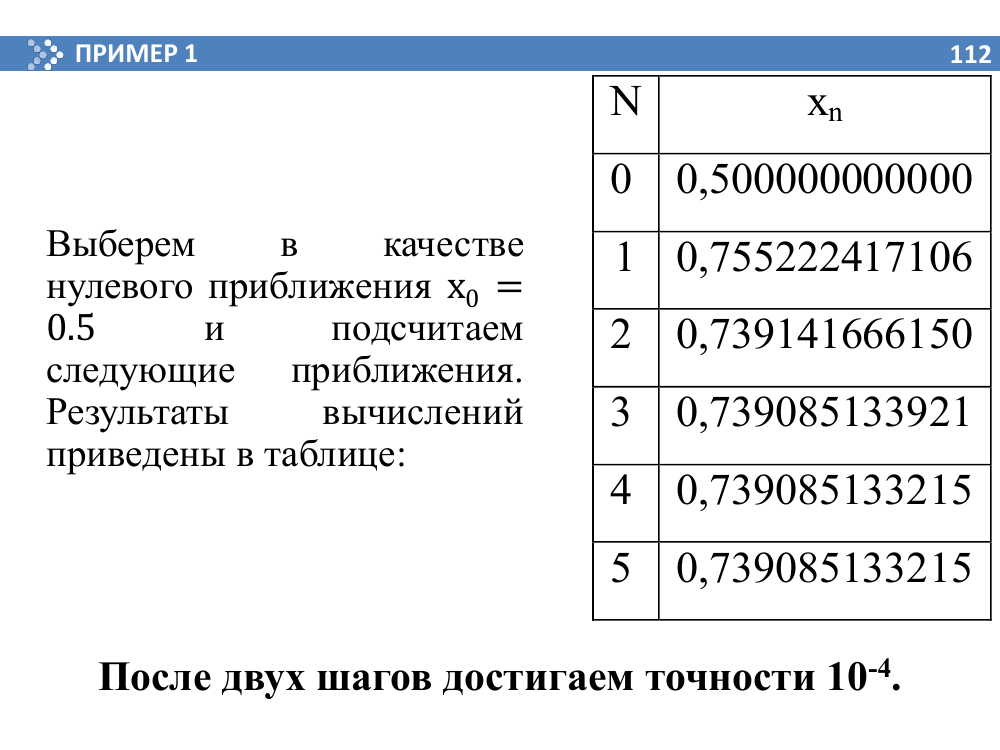 ПРИМЕР 1
112
Выберем в качестве
нулевого приближения x₀ =
0.5 и подсчитаем
следующие приближения.
Результаты вычислений
приведены в таблице:
N xₙ
0 0,500000000000
1 0,755222417106
2 0,739141666150
3 0,739085133921
4 0,739085133215
5 0,739085133215
После двух шагов достигаем точности 10⁻⁴.